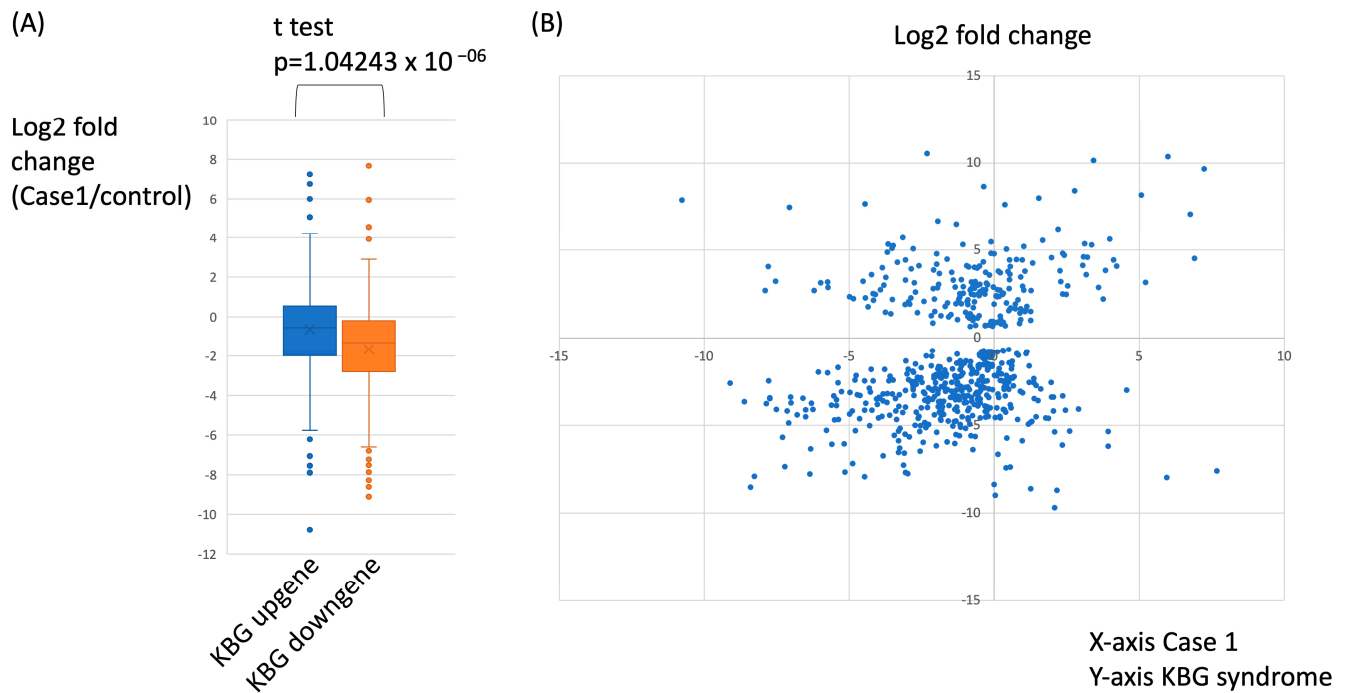 (A)
t test
p=1.04243 x 10 –06
Log2 fold
change
(Case1/control)
10
8
6
4
2
0
-2
-4
-6
-8
-10
-12
KBG upgene
KBG downgene
(B)
Log2 fold change
15
10
5
0
-5
-10
-15
-15
-10
-5
0
5
10
X-axis Case 1
Y-axis KBG syndrome